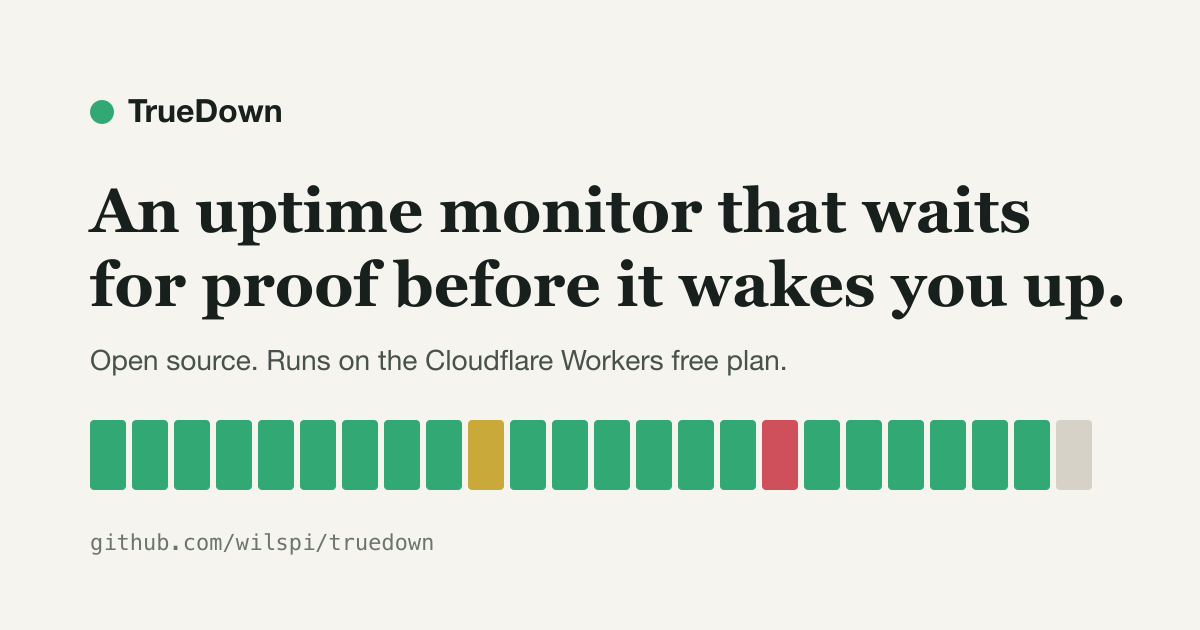 TrueDown
An uptime monitor that waits
for proof before it wakes you up.
Open source. Runs on the Cloudflare Workers free plan.
github.com/wilspi/truedown